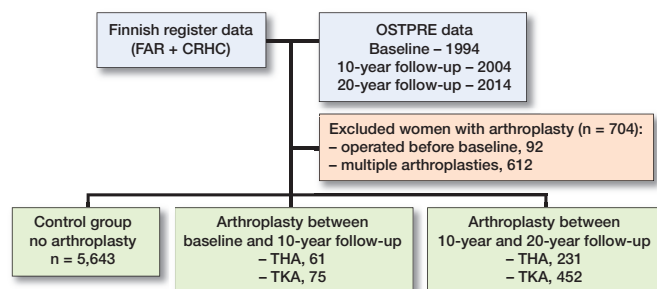 Finnish register data
(FAR + CRHC)
OSTPRE data
Baseline – 1994
10-year follow-up – 2004
20-year follow-up – 2014
Excluded women with arthroplasty (n = 704):
– operated before baseline, 92
– multiple arthroplasties, 612
Control group
no arthroplasty
n = 5,643
Arthroplasty between
baseline and 10-year follow-up
– THA, 61
– TKA, 75
Arthroplasty between
10-year and 20-year follow-up
– THA, 231
– TKA, 452